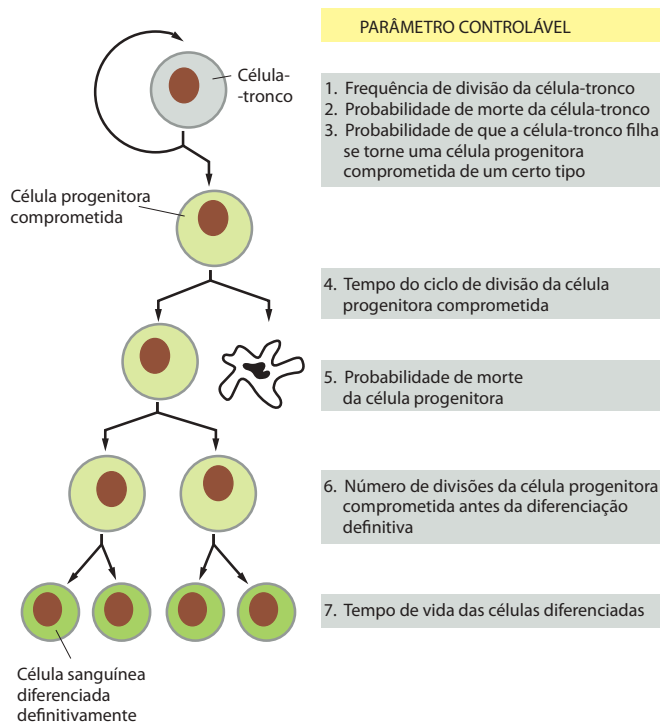 PARÂMETRO CONTROLÁVEL
Célula-
-tronco
1. Frequência de divisão da célula-tronco
2. Probabilidade de morte da célula-tronco
3. Probabilidade de que a célula-tronco filha
se torne uma célula progenitora
comprometida de um certo tipo
Célula progenitora
comprometida
4. Tempo do ciclo de divisão da célula
progenitora comprometida
5. Probabilidade de morte
da célula progenitora
6. Número de divisões da célula progenitora
comprometida antes da diferenciação
definitiva
7. Tempo de vida das células diferenciadas
Célula sanguínea
diferenciada
definitivamente